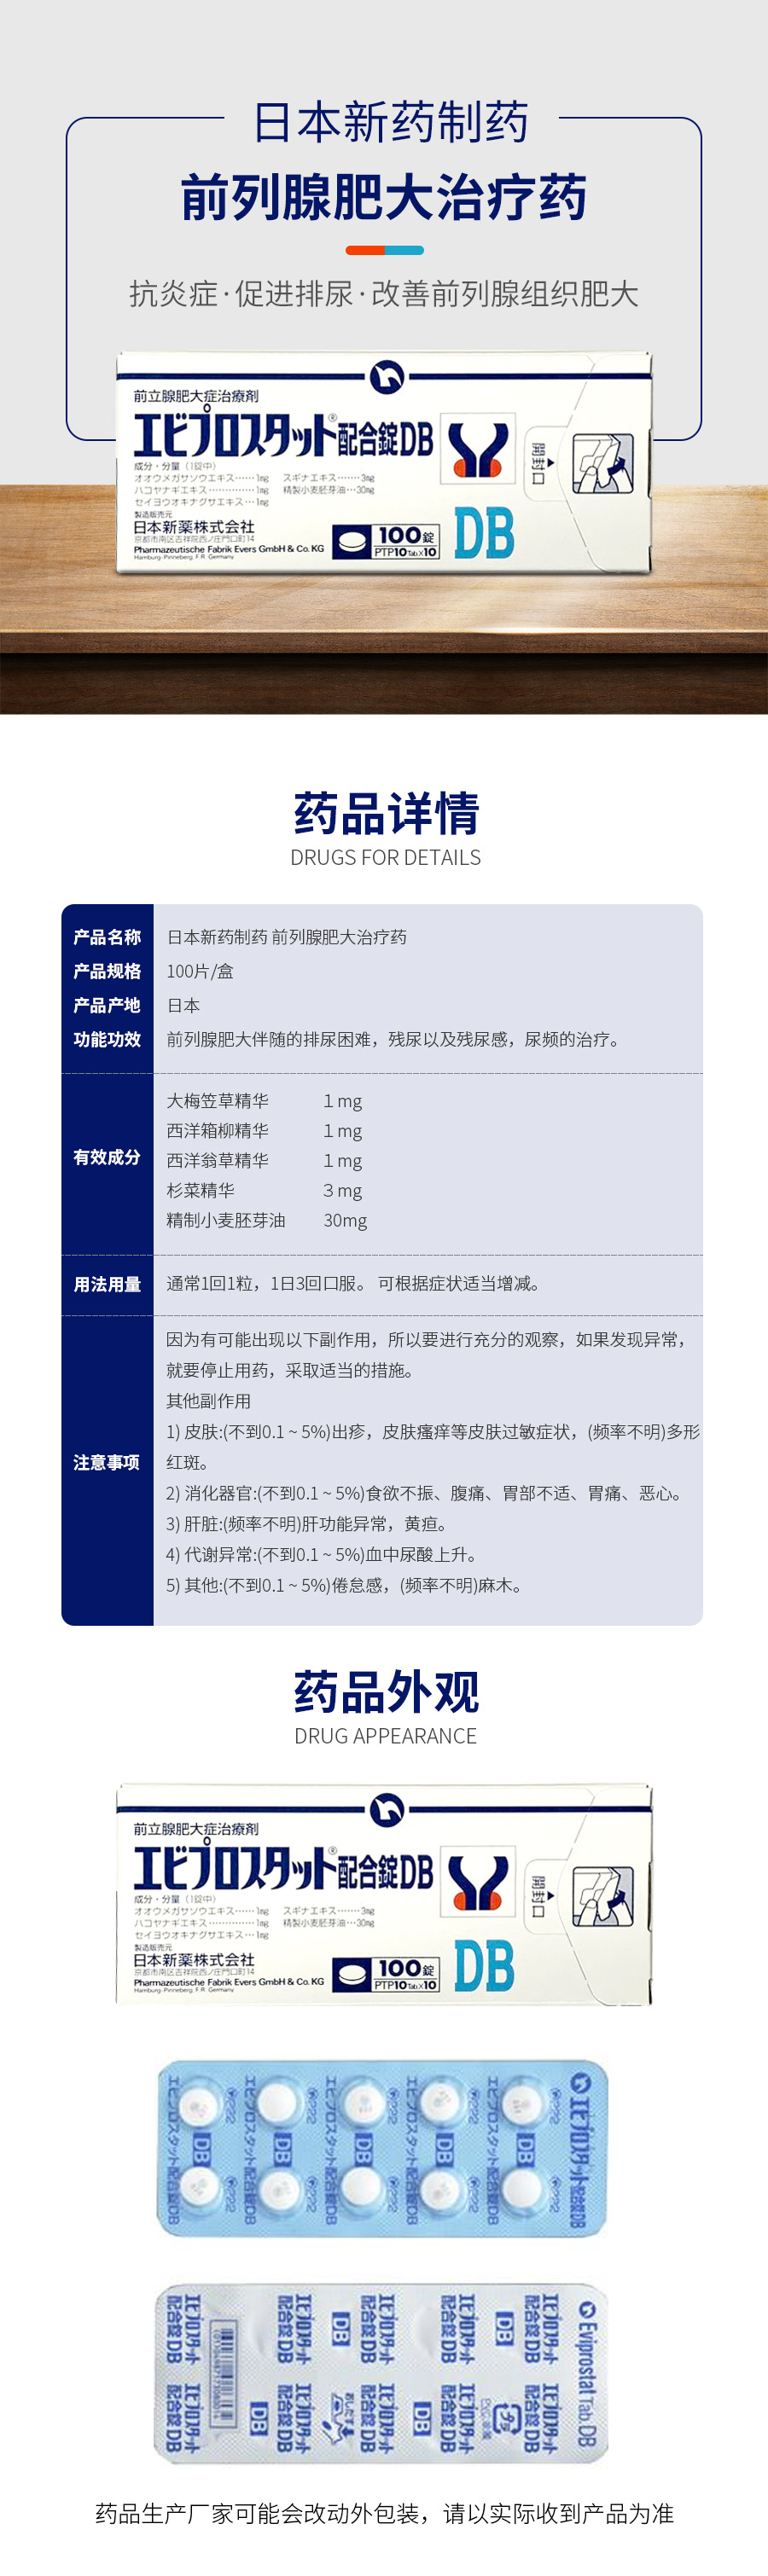 日本新药制药
前列腺肥大治疗药
抗炎症·促进排尿·改善前列腺组织肥大
前立腺肥大症治療剤
エビプロスタット®配合錠DB
成分・分量（1錠中）
オオウメガサソウエキス……1mg スギナエキス……3mg
ハコヤナギエキス…………1mg 精製小麦胚芽油…30mg
セイヨウオキナグサエキス…1mg
製造販売元
日本新薬株式会社
京都市南区吉祥院西ノ庄門口町14
Pharmazeutische Fabrik Evers GmbH & Co. KG
Hamburg-Pinneberg, F.R. Germany
100錠
PTP10Tab×10
DB
開封口
药品详情
DRUGS FOR DETAILS
产品名称 日本新药制药 前列腺肥大治疗药
产品规格 100片/盒
产品产地 日本
功能功效 前列腺肥大伴随的排尿困难，残尿以及残尿感，尿频的治疗。
有效成分
大梅笠草精华 1 mg
西洋箱柳精华 1 mg
西洋翁草精华 1 mg
杉菜精华 3 mg
精制小麦胚芽油 30mg
用法用量 通常1回1粒，1日3回口服。 可根据症状适当增减。
注意事项
因为有可能出现以下副作用，所以要进行充分的观察，如果发现异常，
就要停止用药，采取适当的措施。
其他副作用
1) 皮肤:(不到0.1 ~ 5%)出疹，皮肤瘙痒等皮肤过敏症状，(频率不明)多形
红斑。
2) 消化器官:(不到0.1 ~ 5%)食欲不振、腹痛、胃部不适、胃痛、恶心。
3) 肝脏:(频率不明)肝功能异常，黄疸。
4) 代谢异常:(不到0.1 ~ 5%)血中尿酸上升。
5) 其他:(不到0.1 ~ 5%)倦怠感，(频率不明)麻木。
药品外观
DRUG APPEARANCE
前立腺肥大症治療剤
エビプロスタット®配合錠DB
成分・分量（1錠中）
オオウメガサソウエキス……1mg スギナエキス……3mg
ハコヤナギエキス…………1mg 精製小麦胚芽油…30mg
セイヨウオキナグサエキス…1mg
製造販売元
日本新薬株式会社
京都市南区吉祥院西ノ庄門口町14
Pharmazeutische Fabrik Evers GmbH & Co. KG
Hamburg-Pinneberg, F.R. Germany
100錠
PTP10Tab×10
DB
開封口
エビプロスタット配合錠DB
DB
222
エビプロスタット配合錠DB
DB
Eviprostat Tab. DB
药品生产厂家可能会改动外包装，请以实际收到产品为准